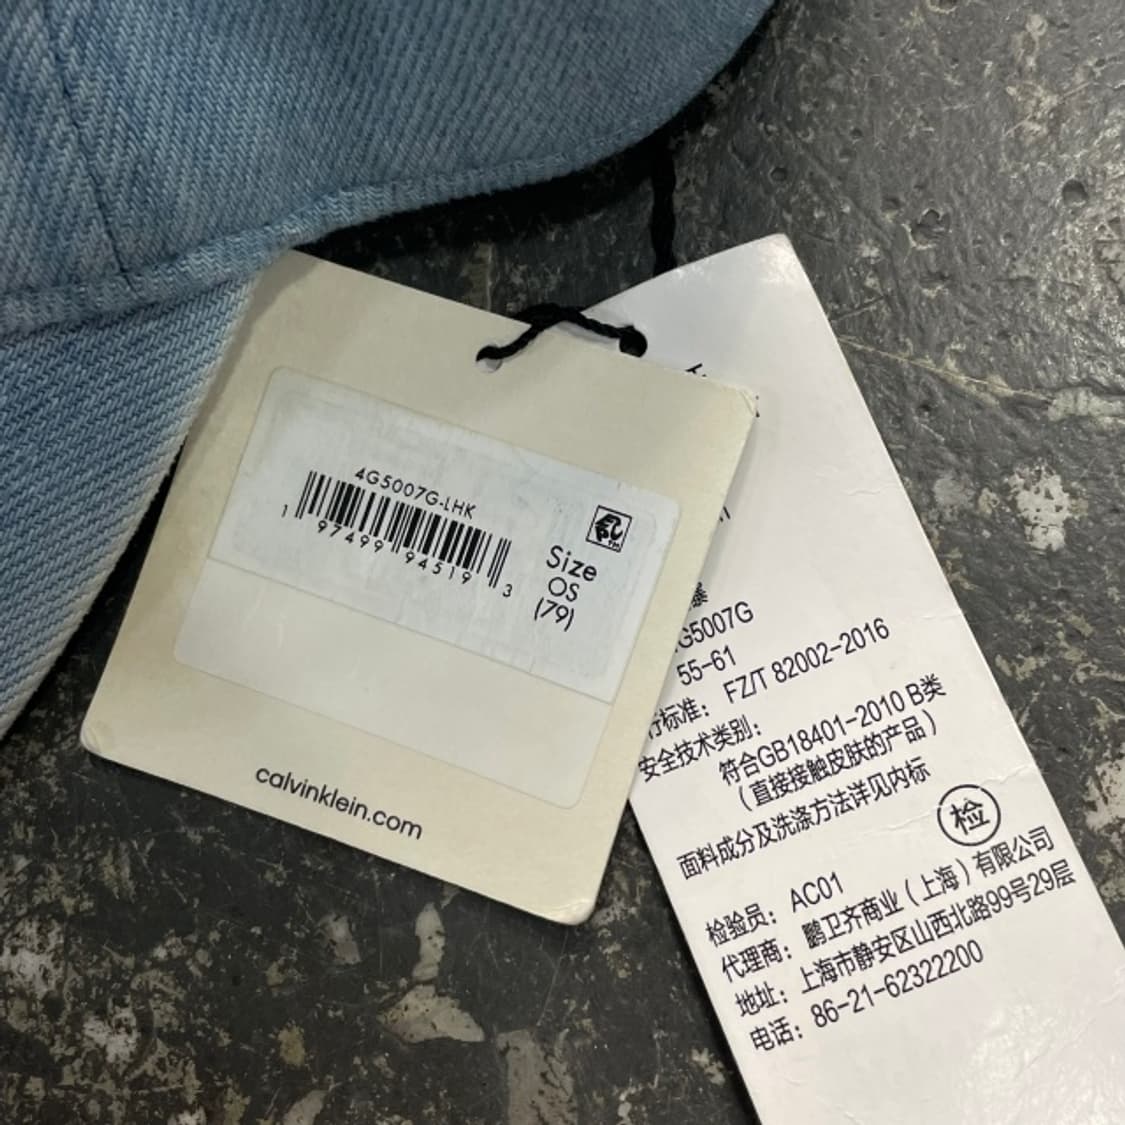 4G5007G-LHK
1 97499 94519 3
Size
OS
(79)
calvinklein.com
G5007G
55-61
标准： FZ/T 82002-2016
安全技术类别：
符合GB18401-2010 B类
（直接接触皮肤的产品）
面料成分及洗涤方法详见内标
检
检验员： AC01
代理商： 鹏卫齐商业（上海）有限公司
地址： 上海市静安区山西北路99号29层
电话： 86-21-62322200